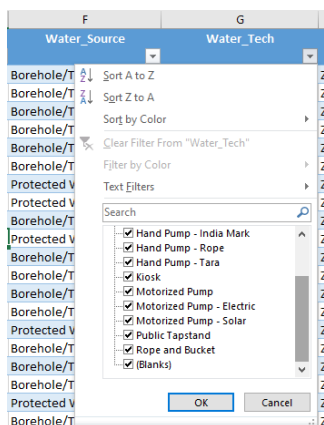 F G
Water_Source Water_Tech
Borehole/T
Sort A to Z
Borehole/T
Sort Z to A
Borehole/T
Sort by Color
Borehole/T
Clear Filter From "Water_Tech"
Borehole/T
Filter by Color
Borehole/T
Text Filters
Protected W
Protected W
Search
Borehole/T
Hand Pump - India Mark
Protected W
Hand Pump - Rope
Borehole/T
Hand Pump - Tara
Borehole/T
Kiosk
Borehole/T
Motorized Pump
Borehole/T
Motorized Pump - Electric
Protected W
Motorized Pump - Solar
Borehole/T
Public Tapstand
Borehole/T
Rope and Bucket
Borehole/T
(Blanks)
Protected W
OK Cancel
Borehole/T